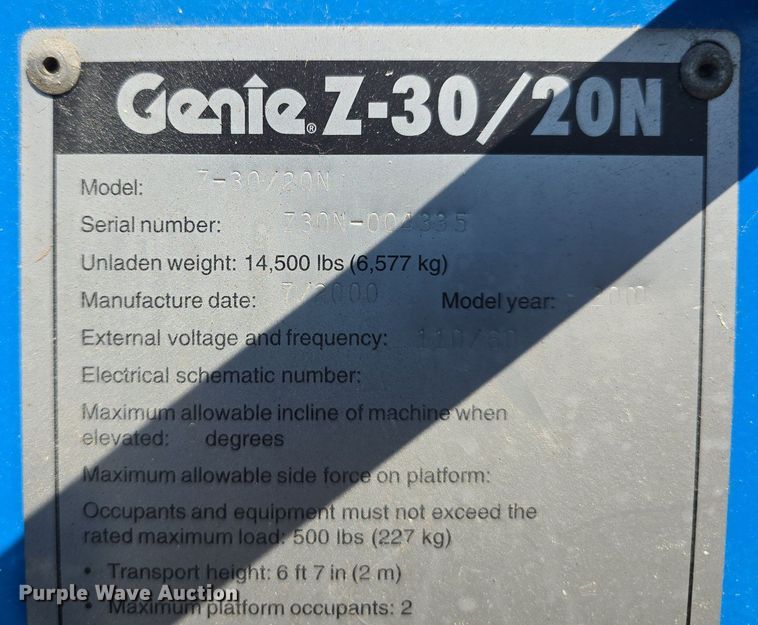 Genie® Z-30/20N
Model: Z-30/20N
Serial number: Z30N-004335
Unladen weight: 14,500 lbs (6,577 kg)
Manufacture date: 7/2000 Model year:
External voltage and frequency: 110/60
Electrical schematic number:
Maximum allowable incline of machine when
elevated: degrees
Maximum allowable side force on platform:
Occupants and equipment must not exceed the
rated maximum load: 500 lbs (227 kg)
• Transport height: 6 ft 7 in (2 m)
• Maximum platform occupants: 2
Purple Wave Auction